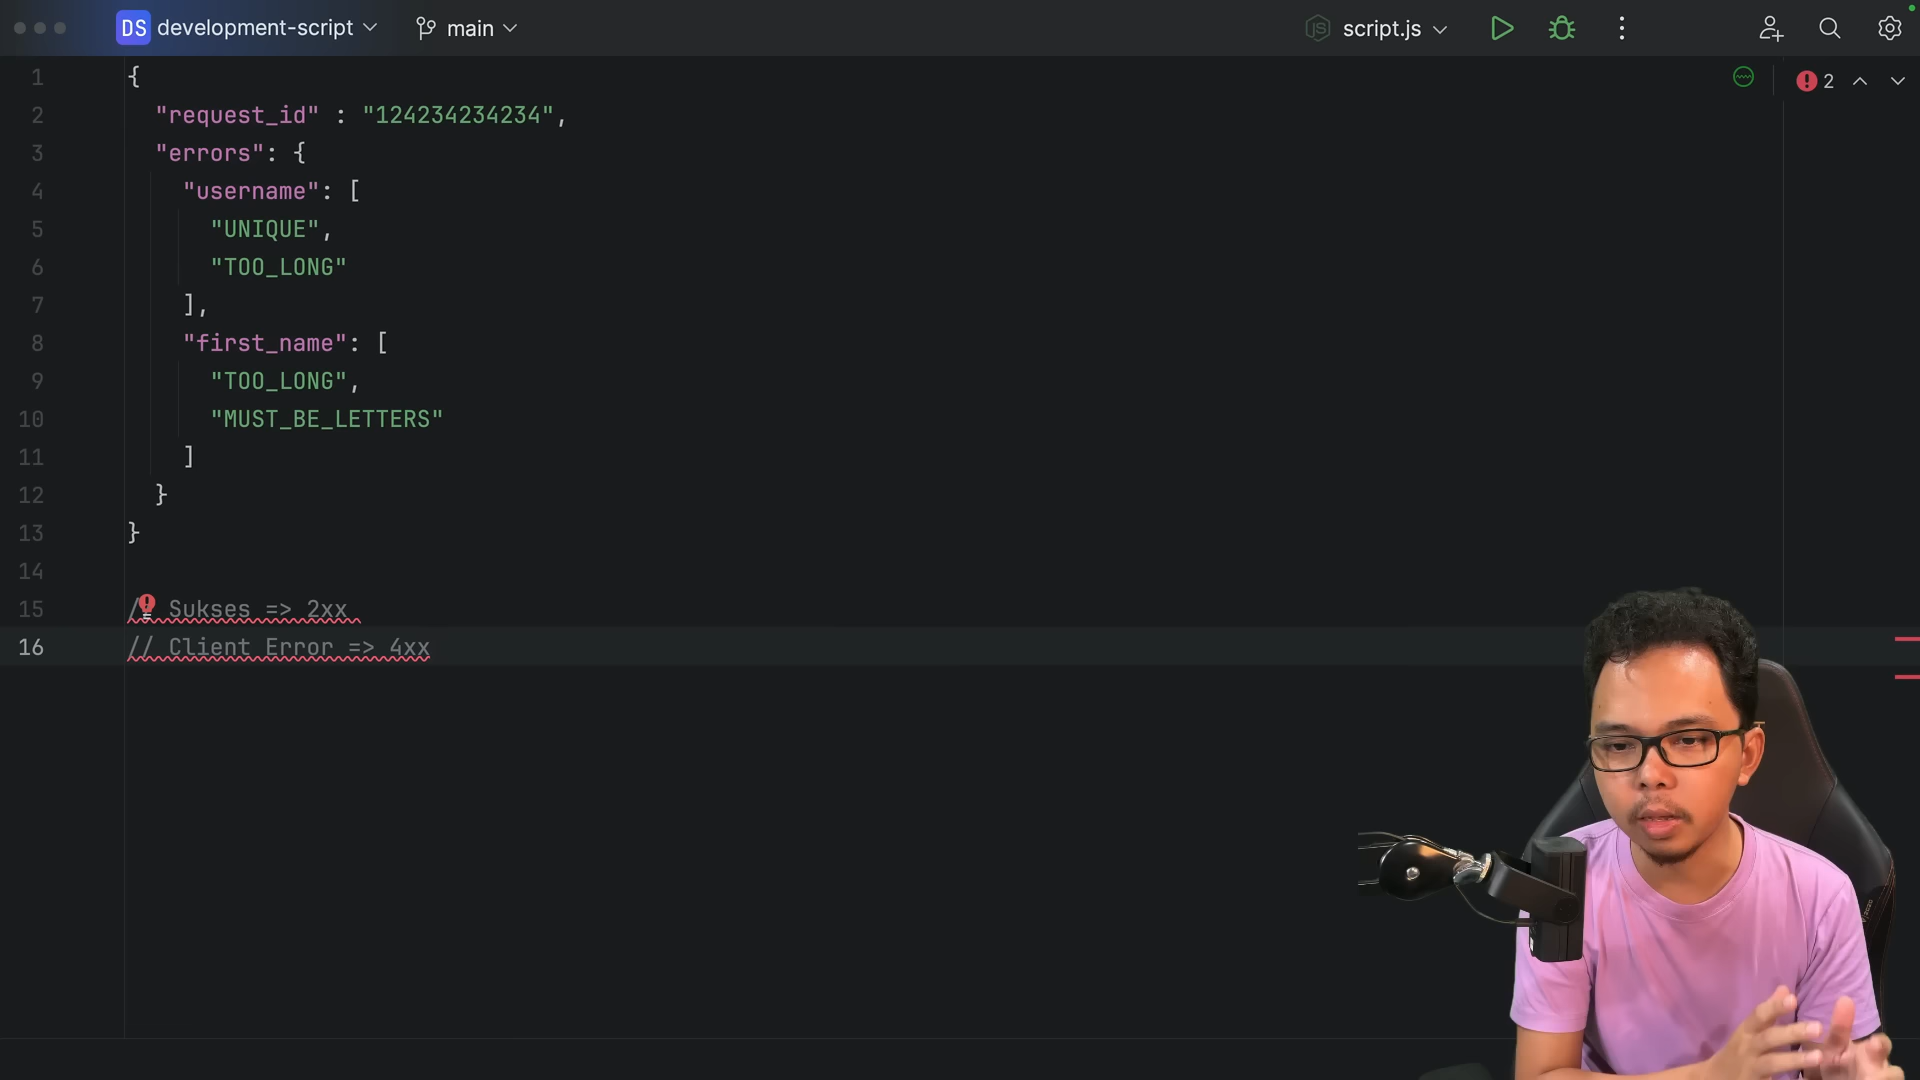 DS development-script main script.js
1 {
2 "request_id" : "124234234234",
3 "errors": {
4 "username": [
5 "UNIQUE",
6 "TOO_LONG"
7 ],
8 "first_name": [
9 "TOO_LONG",
10 "MUST_BE_LETTERS"
11 ]
12 }
13 }
14
15 // Sukses => 2xx
16 // Client Error => 4xx
2